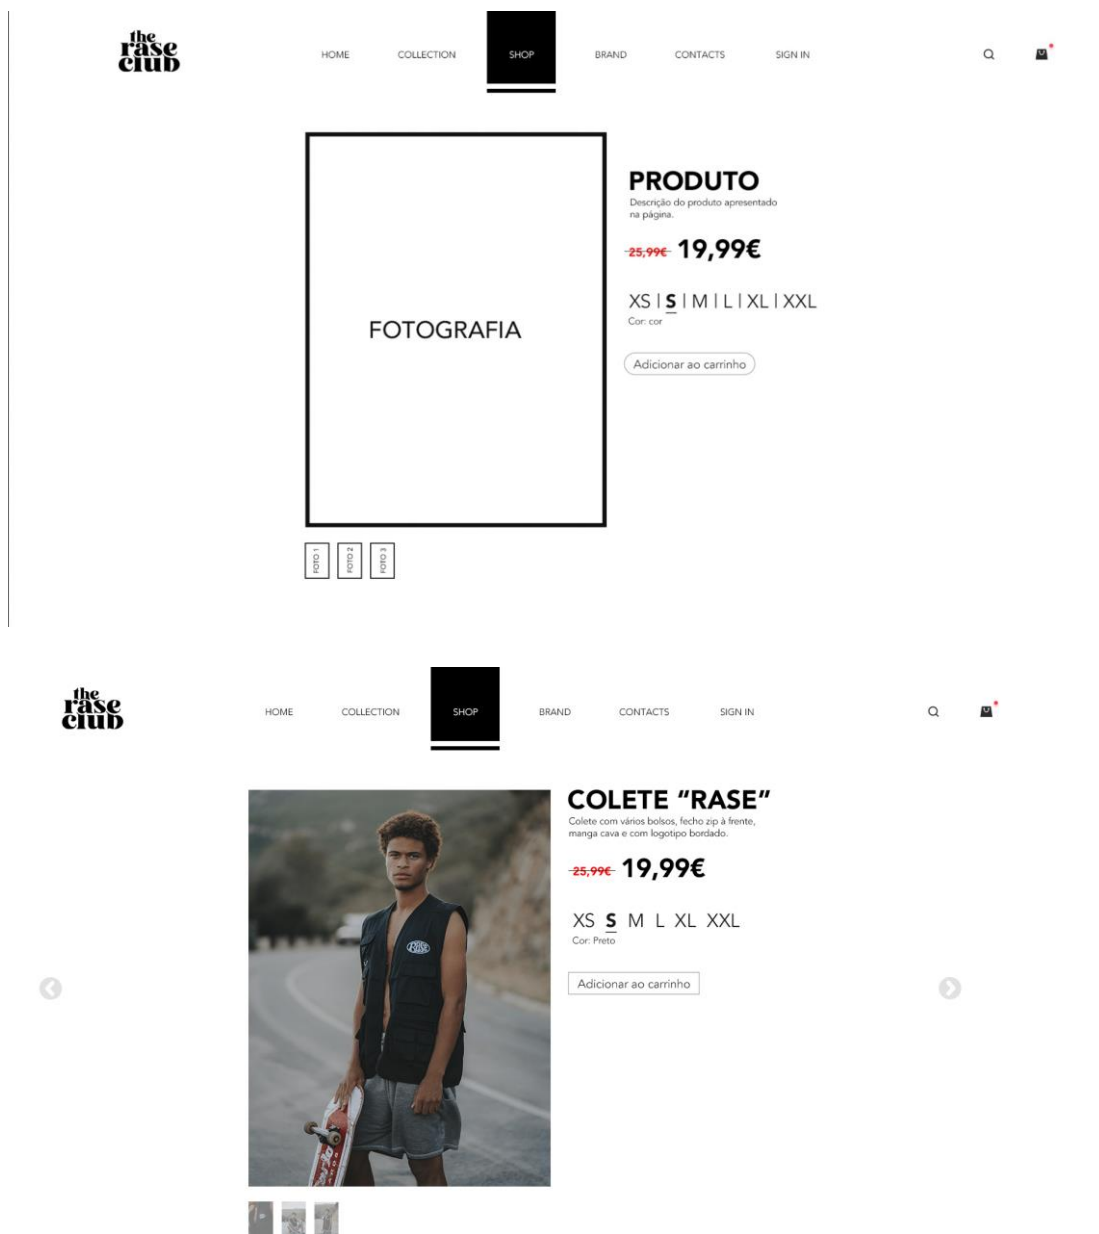 the
rase
club
HOME COLLECTION SHOP BRAND CONTACTS SIGN IN
FOTOGRAFIA
PRODUTO
Descrição do produto apresentado
na página.
25,99€ 19,99€
XS | S | M | L | XL | XXL
Cor: cor
Adicionar ao carrinho
FOTO 1
FOTO 2
FOTO 3
the
rase
club
HOME COLLECTION SHOP BRAND CONTACTS SIGN IN
COLETE “RASE”
Colete com vários bolsos, fecho zip à frente,
manga cava e com logotipo bordado.
25,99€ 19,99€
XS S M L XL XXL
Cor: Preto
Adicionar ao carrinho
RASE